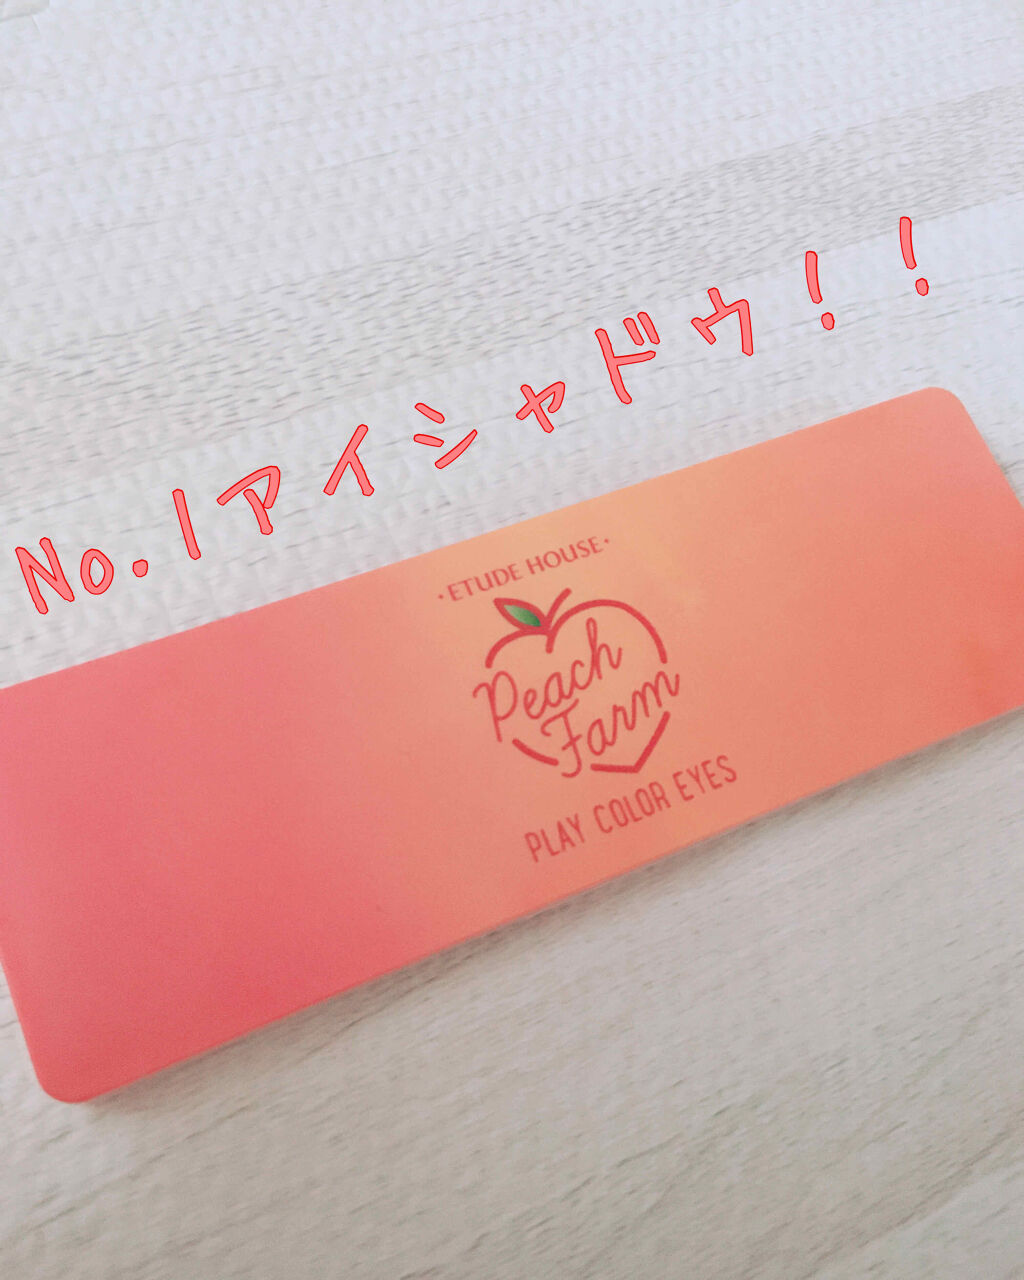 No.1アイシャドウ！！
·ETUDE HOUSE·
Peach
Farm
PLAY COLOR EYES